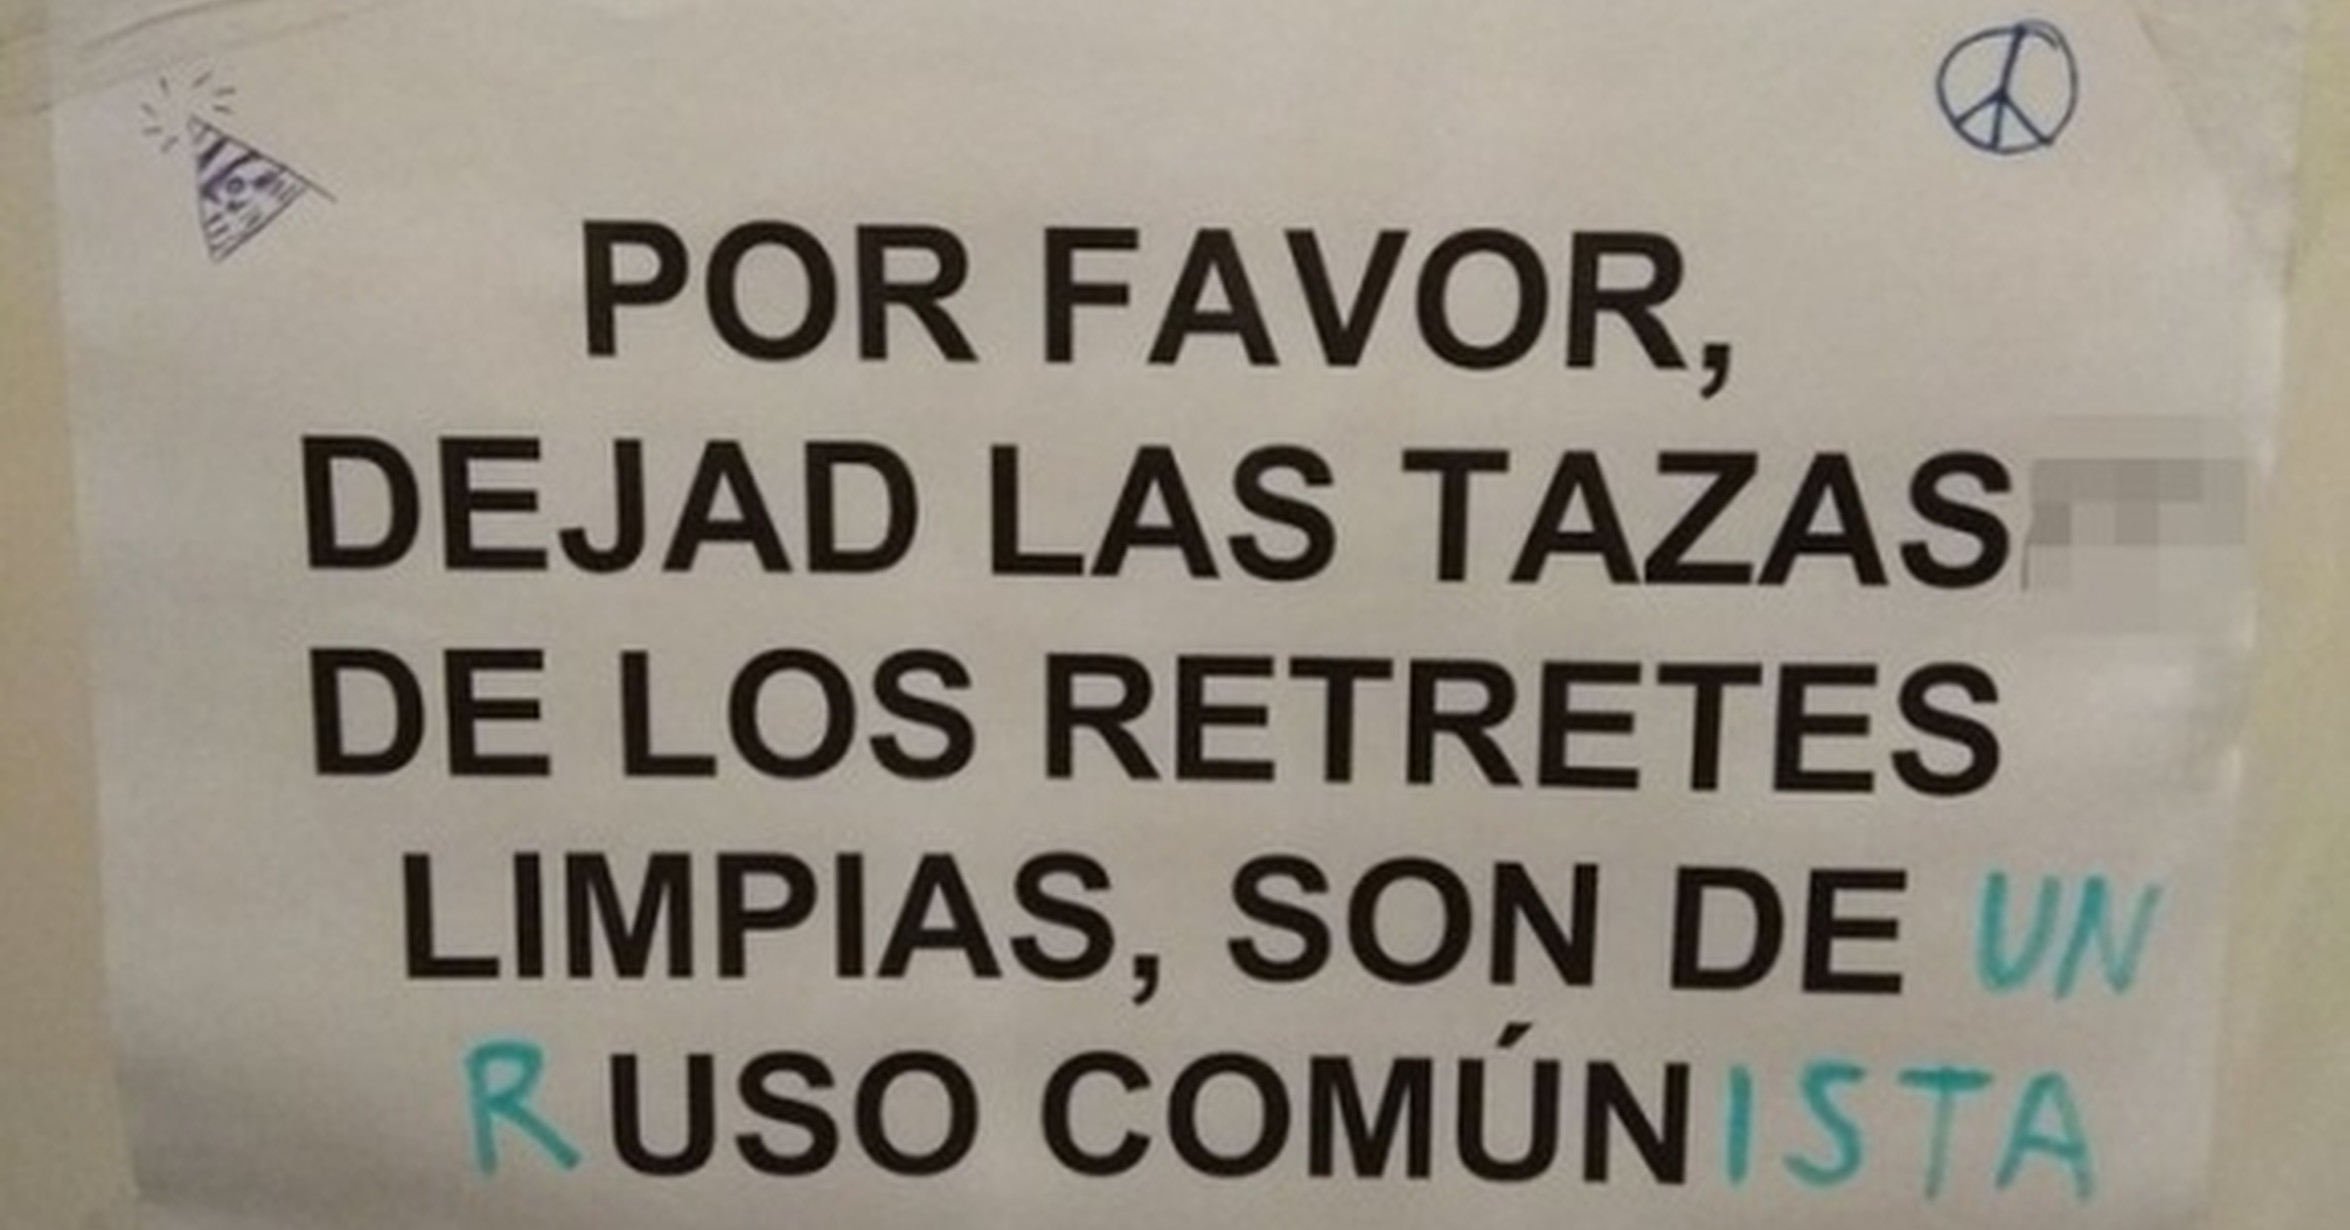 POR FAVOR,
DEJAD LAS TAZAS
DE LOS RETRETES
LIMPIAS, SON DE UN
RUSO COMÚNISTA